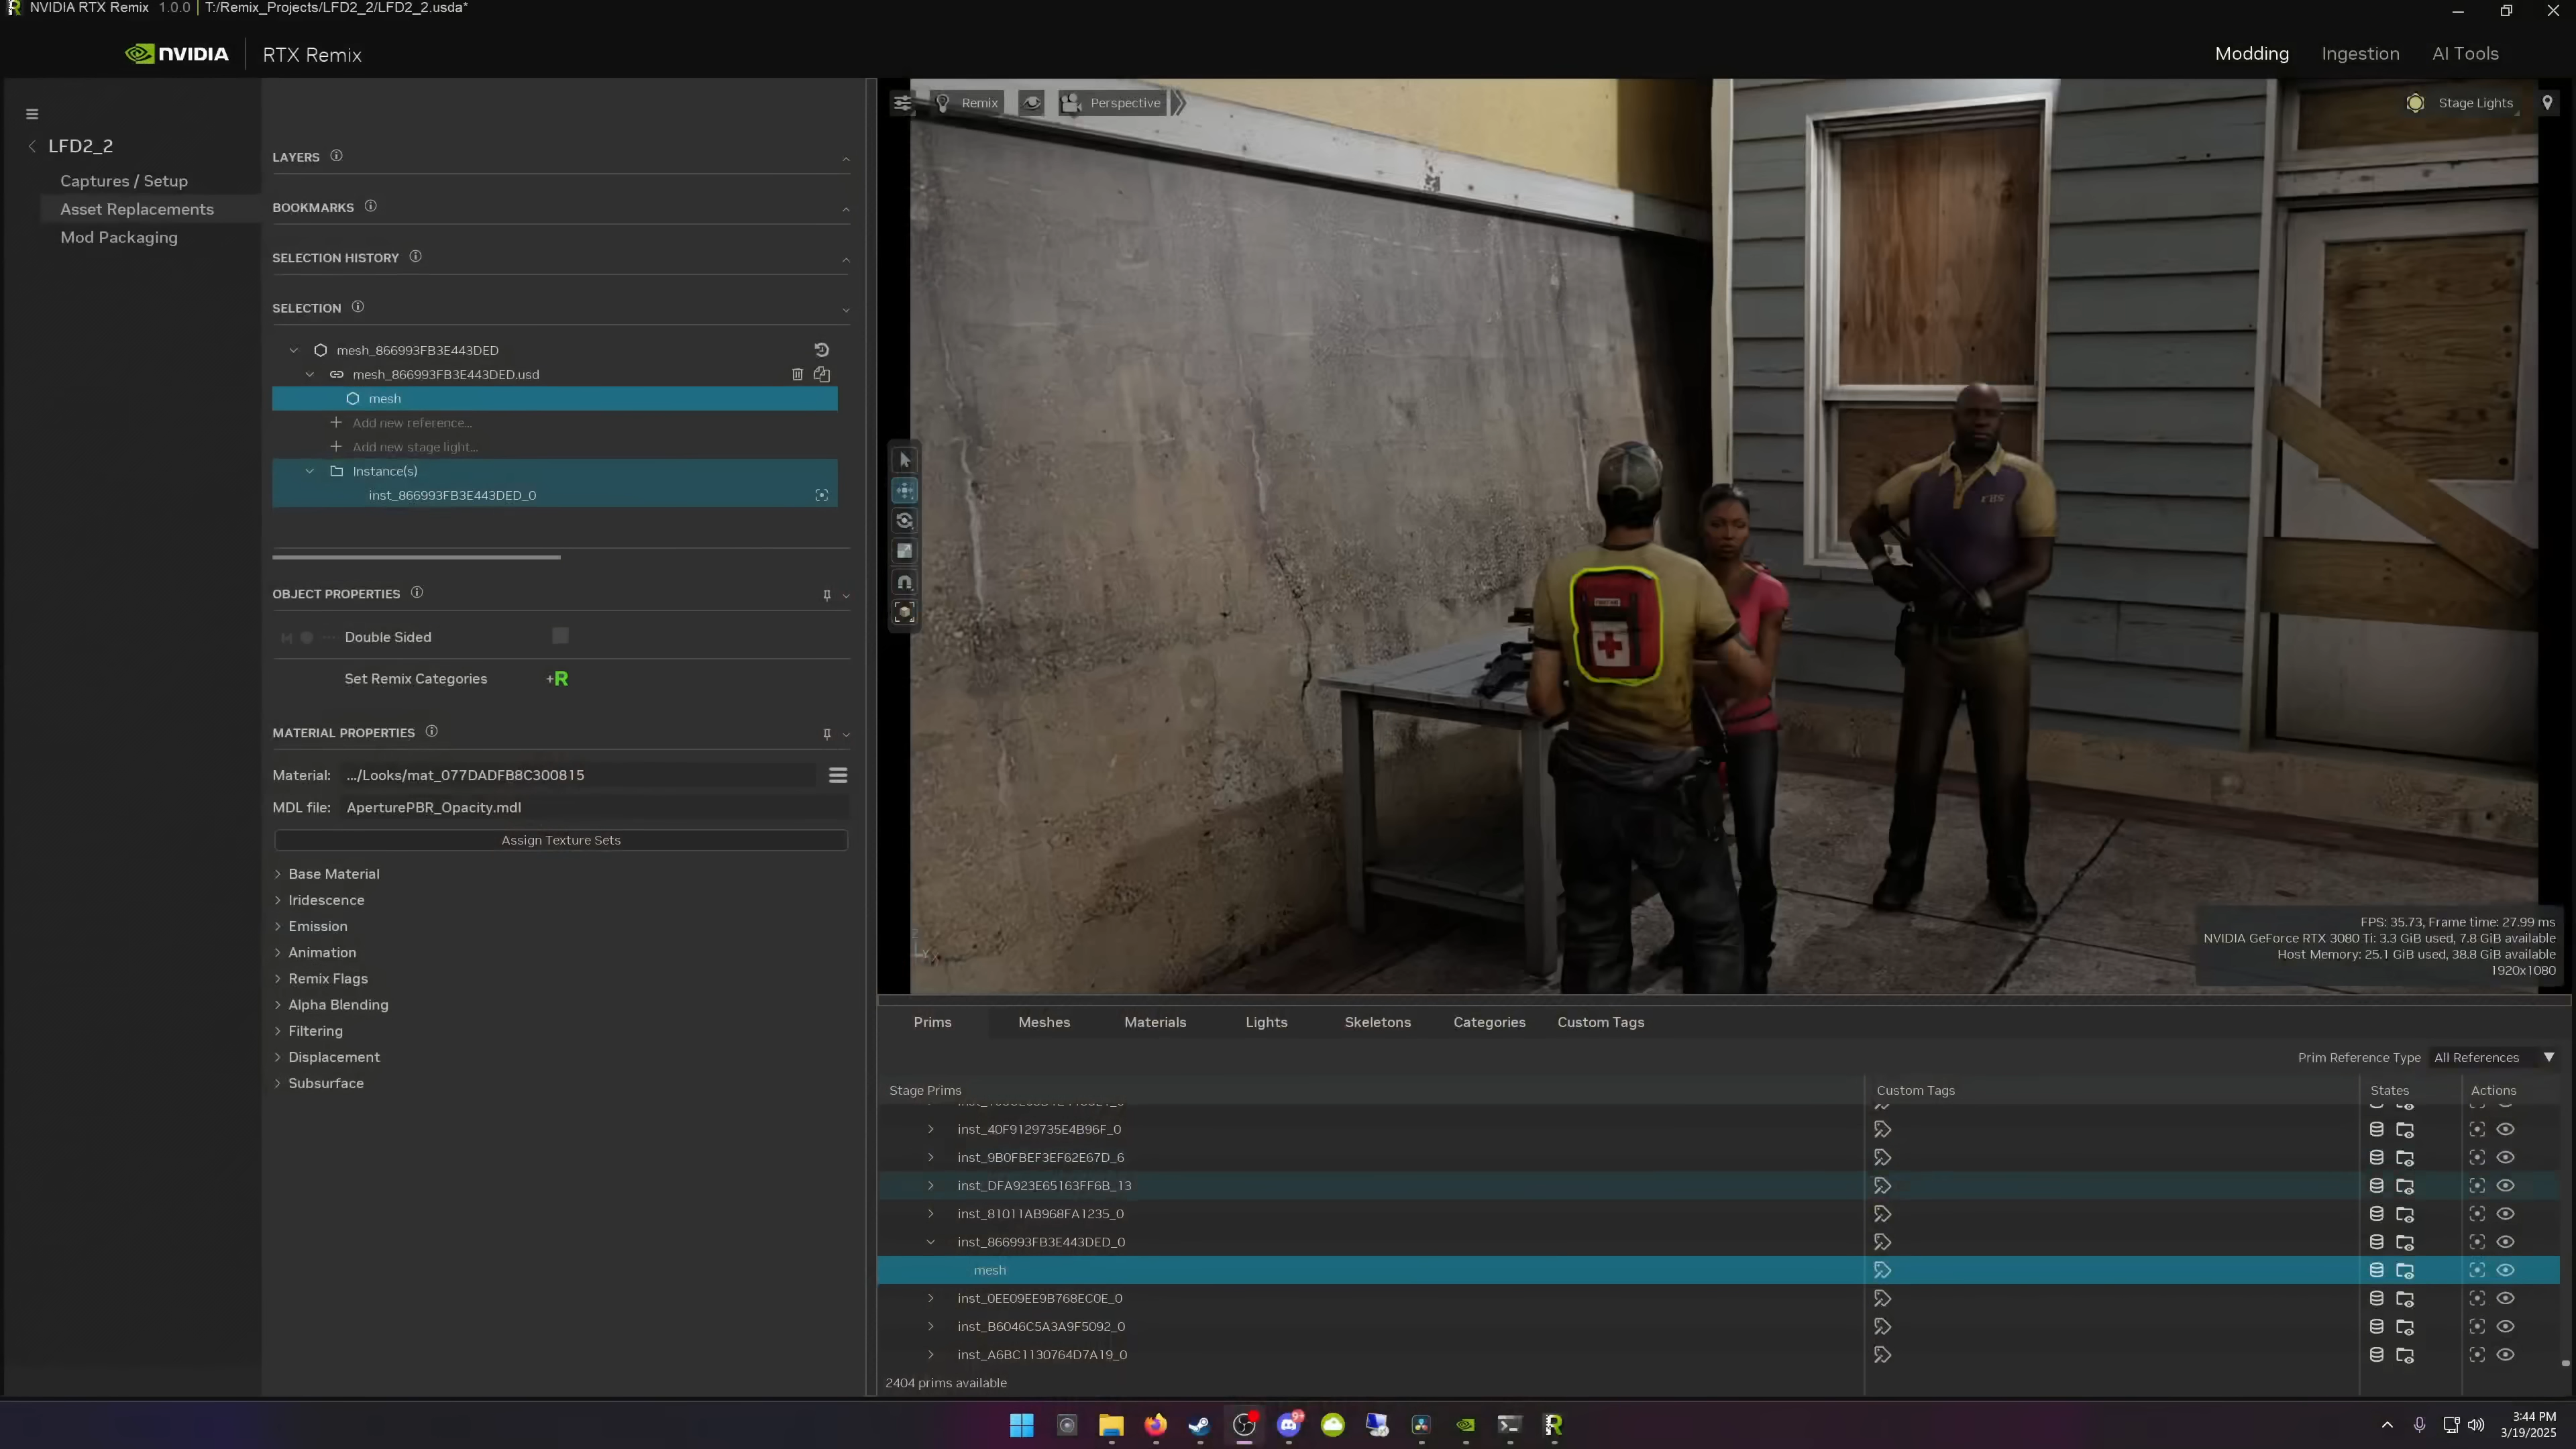 NVIDIA RTX Remix 1.0.0 | T:/Remix_Projects/LFD2_2/LFD2_2.usda*
NVIDIA RTX Remix
Modding Ingestion AI Tools
LFD2_2
Captures / Setup
Asset Replacements
Mod Packaging
LAYERS
BOOKMARKS
SELECTION HISTORY
SELECTION
mesh_866993FB3E443DED
mesh_866993FB3E443DED.usd
mesh
Add new reference...
Add new stage light...
Instance(s)
inst_866993FB3E443DED_0
OBJECT PROPERTIES
Double Sided
Set Remix Categories +R
MATERIAL PROPERTIES
Material: .../Looks/mat_077DADFB8C300815
MDL file: AperturePBR_Opacity.mdl
Assign Texture Sets
Base Material
Iridescence
Emission
Animation
Remix Flags
Alpha Blending
Filtering
Displacement
Subsurface
Remix Perspective Stage Lights
FPS: 35.73, Frame time: 27.99 ms
NVIDIA GeForce RTX 3080 Ti: 3.3 GiB used, 7.8 GiB available
Host Memory: 25.1 GiB used, 38.8 GiB available
1920x1080
Prims Meshes Materials Lights Skeletons Categories Custom Tags
Prim Reference Type All References
Stage Prims Custom Tags States Actions
inst_40F9129735E4B96F_0
inst_9B0FBEF3EF62E67D_6
inst_DFA923E65163FF6B_13
inst_81011AB968FA1235_0
inst_866993FB3E443DED_0
mesh
inst_0EE09EE9B768EC0E_0
inst_B6046C5A3A9F5092_0
inst_A6BC1130764D7A19_0
2404 prims available
3:44 PM
3/19/2025